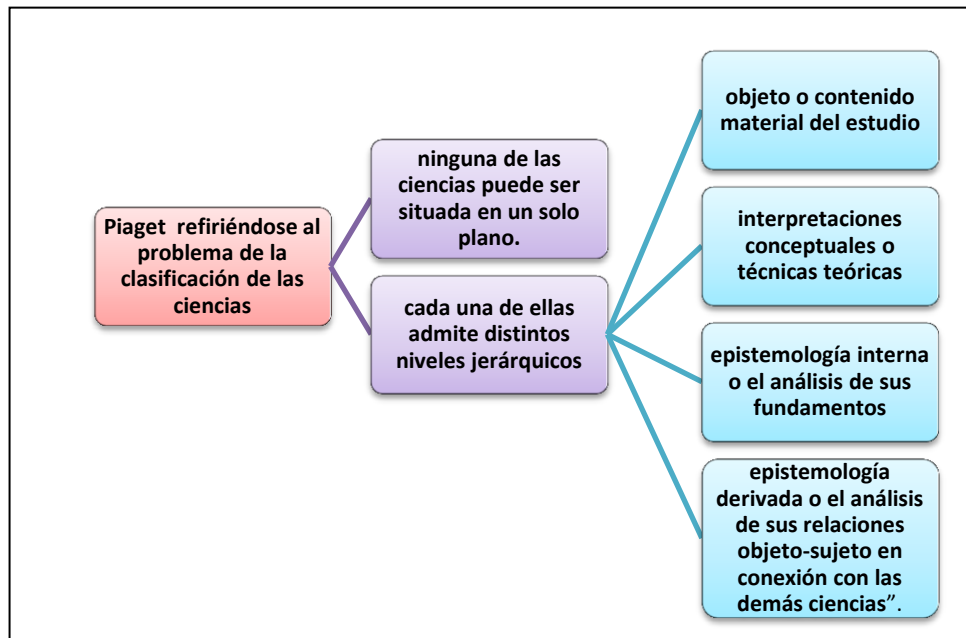 Piaget refiriéndose al
problema de la
clasificación de las
ciencias
ninguna de las
ciencias puede ser
situada en un solo
plano.
cada una de ellas
admite distintos
niveles jerárquicos
objeto o contenido
material del estudio
interpretaciones
conceptuales o
técnicas teóricas
epistemología interna
o el análisis de sus
fundamentos
epistemología
derivada o el análisis
de sus relaciones
objeto-sujeto en
conexión con las
demás ciencias”.